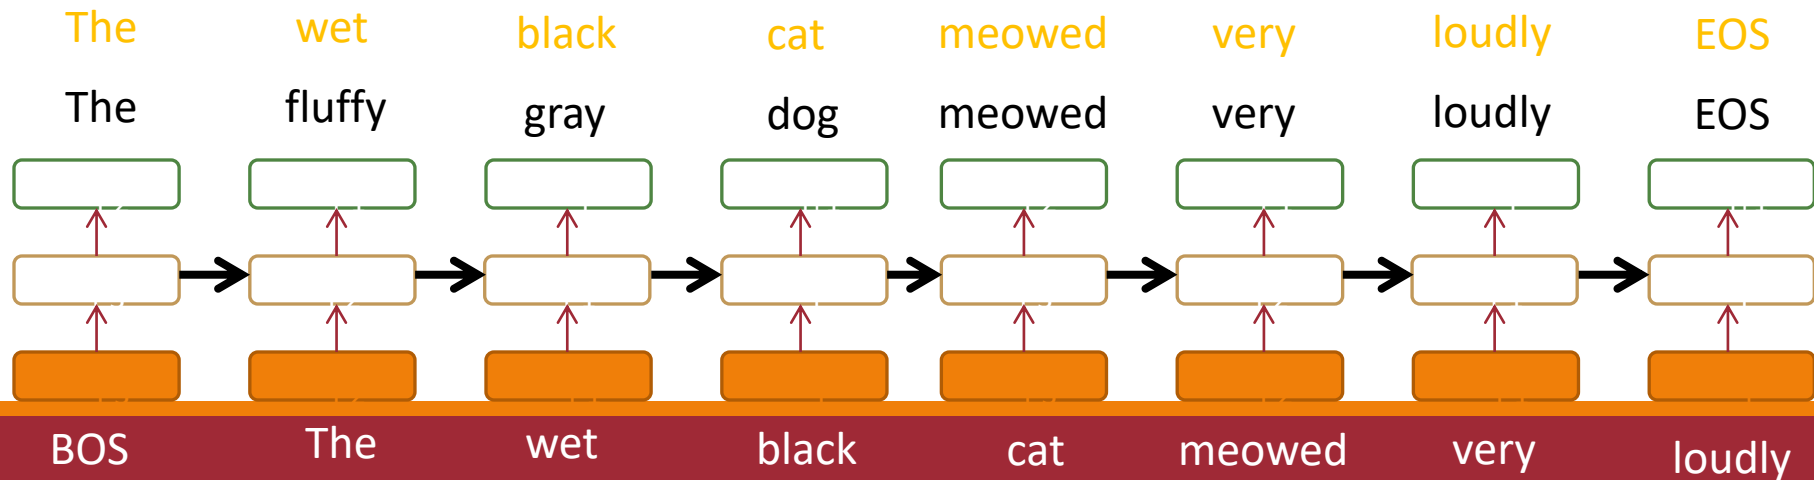 The wet black cat meowed very loudly EOS
The fluffy gray dog meowed very loudly EOS
BOS The wet black cat meowed very loudly